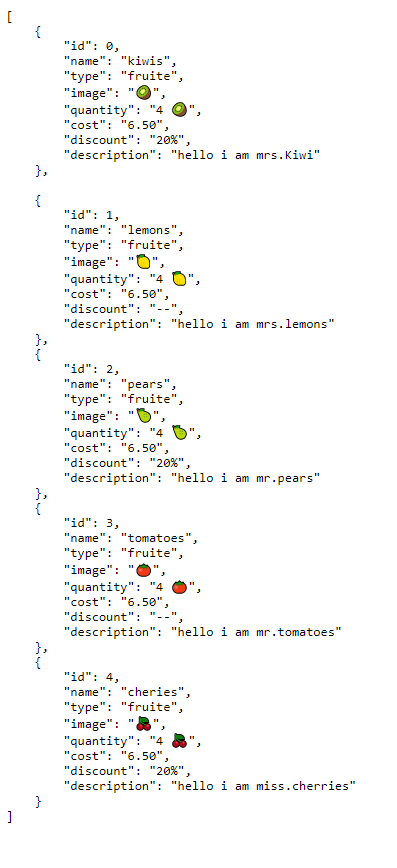 [
    {
        "id": 0,
        "name": "kiwis",
        "type": "fruite",
        "image": "🥝",
        "quantity": "4 🥝",
        "cost": "6.50",
        "discount": "20%",
        "description": "hello i am mrs.Kiwi"
    },

    {
        "id": 1,
        "name": "lemons",
        "type": "fruite",
        "image": "🍋",
        "quantity": "4 🍋",
        "cost": "6.50",
        "discount": "--",
        "description": "hello i am mrs.lemons"
    },
    {
        "id": 2,
        "name": "pears",
        "type": "fruite",
        "image": "🍐",
        "quantity": "4 🍐",
        "cost": "6.50",
        "discount": "20%",
        "description": "hello i am mr.pears"
    },
    {
        "id": 3,
        "name": "tomatoes",
        "type": "fruite",
        "image": "🍅",
        "quantity": "4 🍅",
        "cost": "6.50",
        "discount": "--",
        "description": "hello i am mr.tomatoes"
    },
    {
        "id": 4,
        "name": "cheries",
        "type": "fruite",
        "image": "🍒",
        "quantity": "4 🍒",
        "cost": "6.50",
        "discount": "20%",
        "description": "hello i am miss.cherries"
    }
]